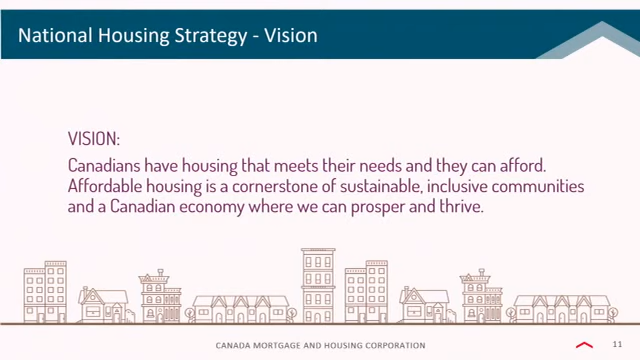 National Housing Strategy - Vision
VISION:
Canadians have housing that meets their needs and they can afford.
Affordable housing is a cornerstone of sustainable, inclusive communities
and a Canadian economy where we can prosper and thrive.
CANADA MORTGAGE AND HOUSING CORPORATION
11